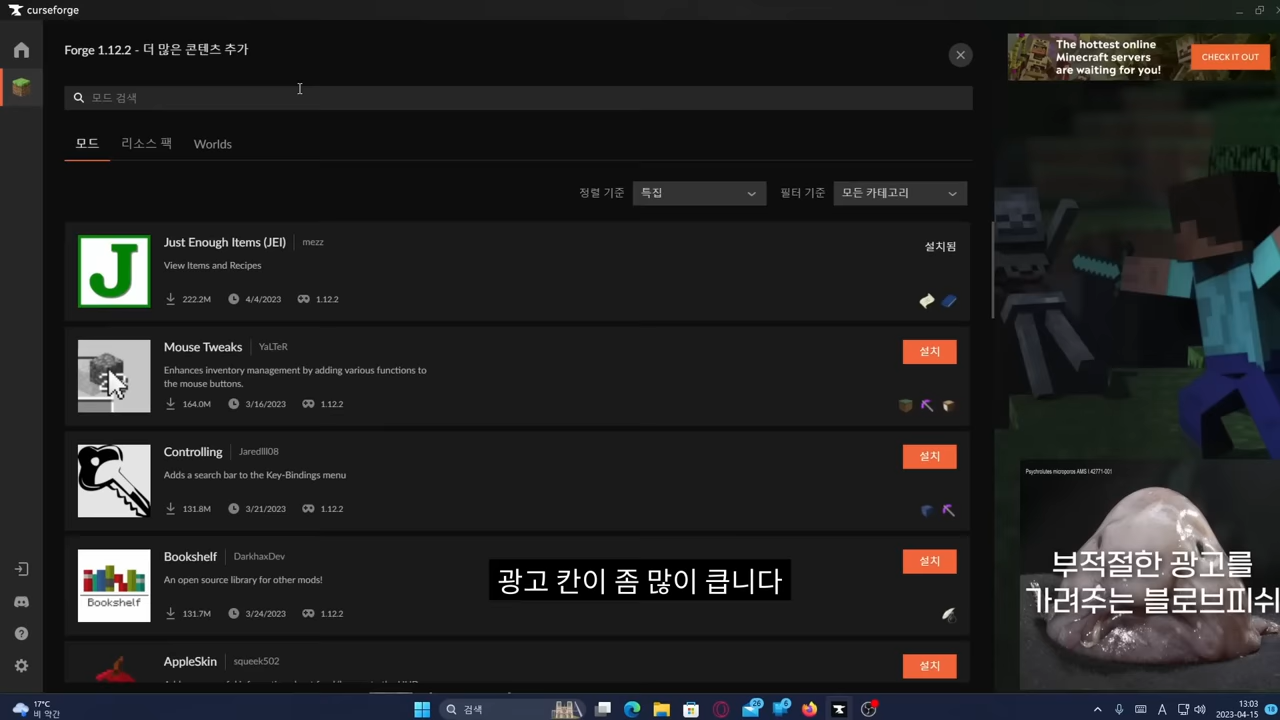 curseforge
Forge 1.12.2 - 더 많은 콘텐츠 추가
모드 검색
모드
리소스 팩
Worlds
정렬 기준
특집
필터 기준
모든 카테고리
Just Enough Items (JEI)
mezz
View Items and Recipes
222.2M
4/4/2023
1.12.2
설치됨
Mouse Tweaks
YaLTeR
Enhances inventory management by adding various functions to
the mouse buttons.
164.0M
3/16/2023
1.12.2
설치
Controlling
Jaredlll08
Adds a search bar to the Key-Bindings menu
131.8M
3/21/2023
1.12.2
설치
Bookshelf
DarkhaxDev
An open source library for other mods!
131.7M
3/24/2023
1.12.2
설치
Bookshelf
AppleSkin
squeek502
설치
The hottest online
Minecraft servers
are waiting for you!
CHECK IT OUT
Psychrolutes microporos AMS I.42771-001
부적절한 광고를
가려주는 블로브피쉬
광고 칸이 좀 많이 큽니다
17°C
비 약간
검색
A
13:03
2023-04-15